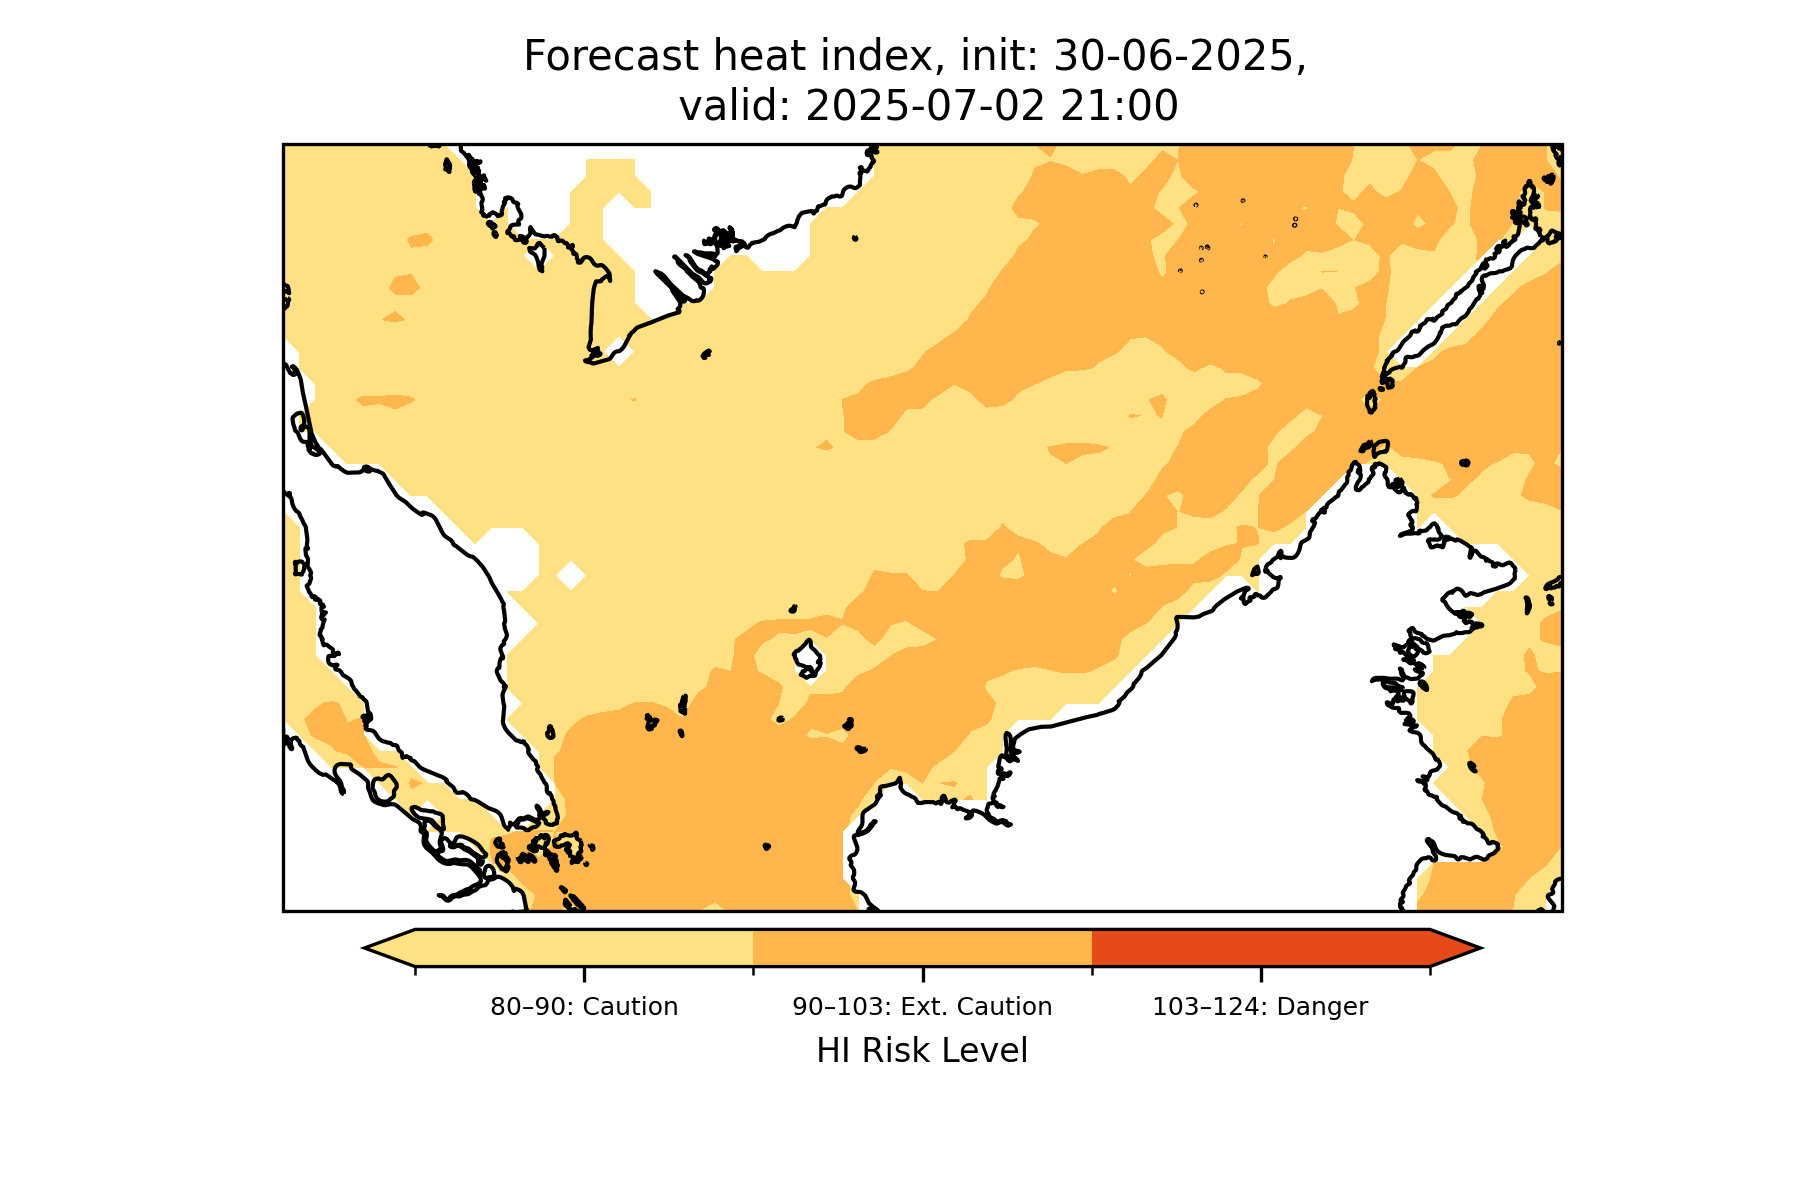 Forecast heat index, init: 30-06-2025,
valid: 2025-07-02 21:00
80–90: Caution
90–103: Ext. Caution
103–124: Danger
HI Risk Level